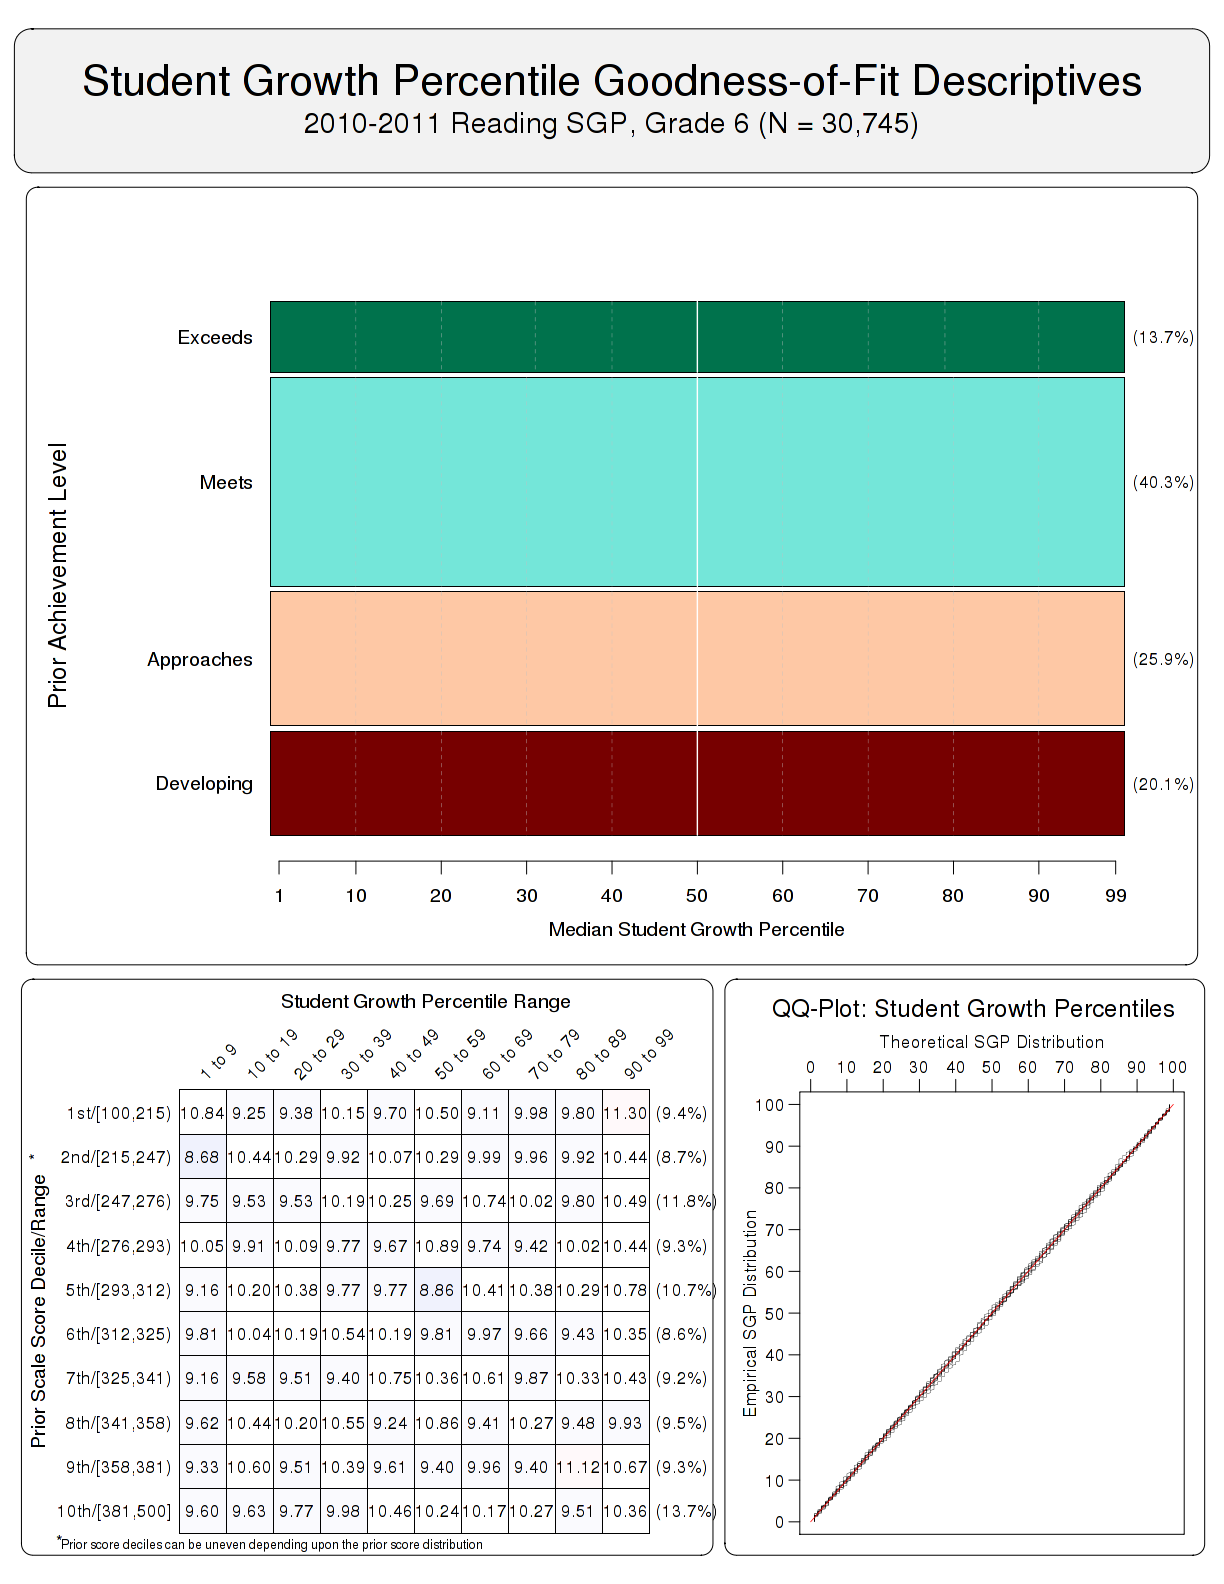 Student Growth Percentile Goodness-of-Fit Descriptives
2010-2011 Reading SGP, Grade 6 (N = 30,745)
Prior Achievement Level
Exceeds (13.7%)
Meets (40.3%)
Approaches (25.9%)
Developing (20.1%)
1 10 20 30 40 50 60 70 80 90 99
Median Student Growth Percentile
Student Growth Percentile Range
1 to 9 10 to 19 20 to 29 30 to 39 40 to 49 50 to 59 60 to 69 70 to 79 80 to 89 90 to 99
Prior Scale Score Decile/Range *
1st/[100,215) 10.84 9.25 9.38 10.15 9.70 10.50 9.11 9.98 9.80 11.30 (9.4%)
2nd/[215,247) 8.68 10.44 10.29 9.92 10.07 10.29 9.99 9.96 9.92 10.44 (8.7%)
3rd/[247,276) 9.75 9.53 9.53 10.19 10.25 9.69 10.74 10.02 9.80 10.49 (11.8%)
4th/[276,293) 10.05 9.91 10.09 9.77 9.67 10.89 9.74 9.42 10.02 10.44 (9.3%)
5th/[293,312) 9.16 10.20 10.38 9.77 9.77 8.86 10.41 10.38 10.29 10.78 (10.7%)
6th/[312,325) 9.81 10.04 10.19 10.54 10.19 9.81 9.97 9.66 9.43 10.35 (8.6%)
7th/[325,341) 9.16 9.58 9.51 9.40 10.75 10.36 10.61 9.87 10.33 10.43 (9.2%)
8th/[341,358) 9.62 10.44 10.20 10.55 9.24 10.86 9.41 10.27 9.48 9.93 (9.5%)
9th/[358,381) 9.33 10.60 9.51 10.39 9.61 9.40 9.96 9.40 11.12 10.67 (9.3%)
10th/[381,500] 9.60 9.63 9.77 9.98 10.46 10.24 10.17 10.27 9.51 10.36 (13.7%)
*Prior score deciles can be uneven depending upon the prior score distribution
QQ-Plot: Student Growth Percentiles
Theoretical SGP Distribution
0 10 20 30 40 50 60 70 80 90 100
Empirical SGP Distribution
100
90
80
70
60
50
40
30
20
10
0